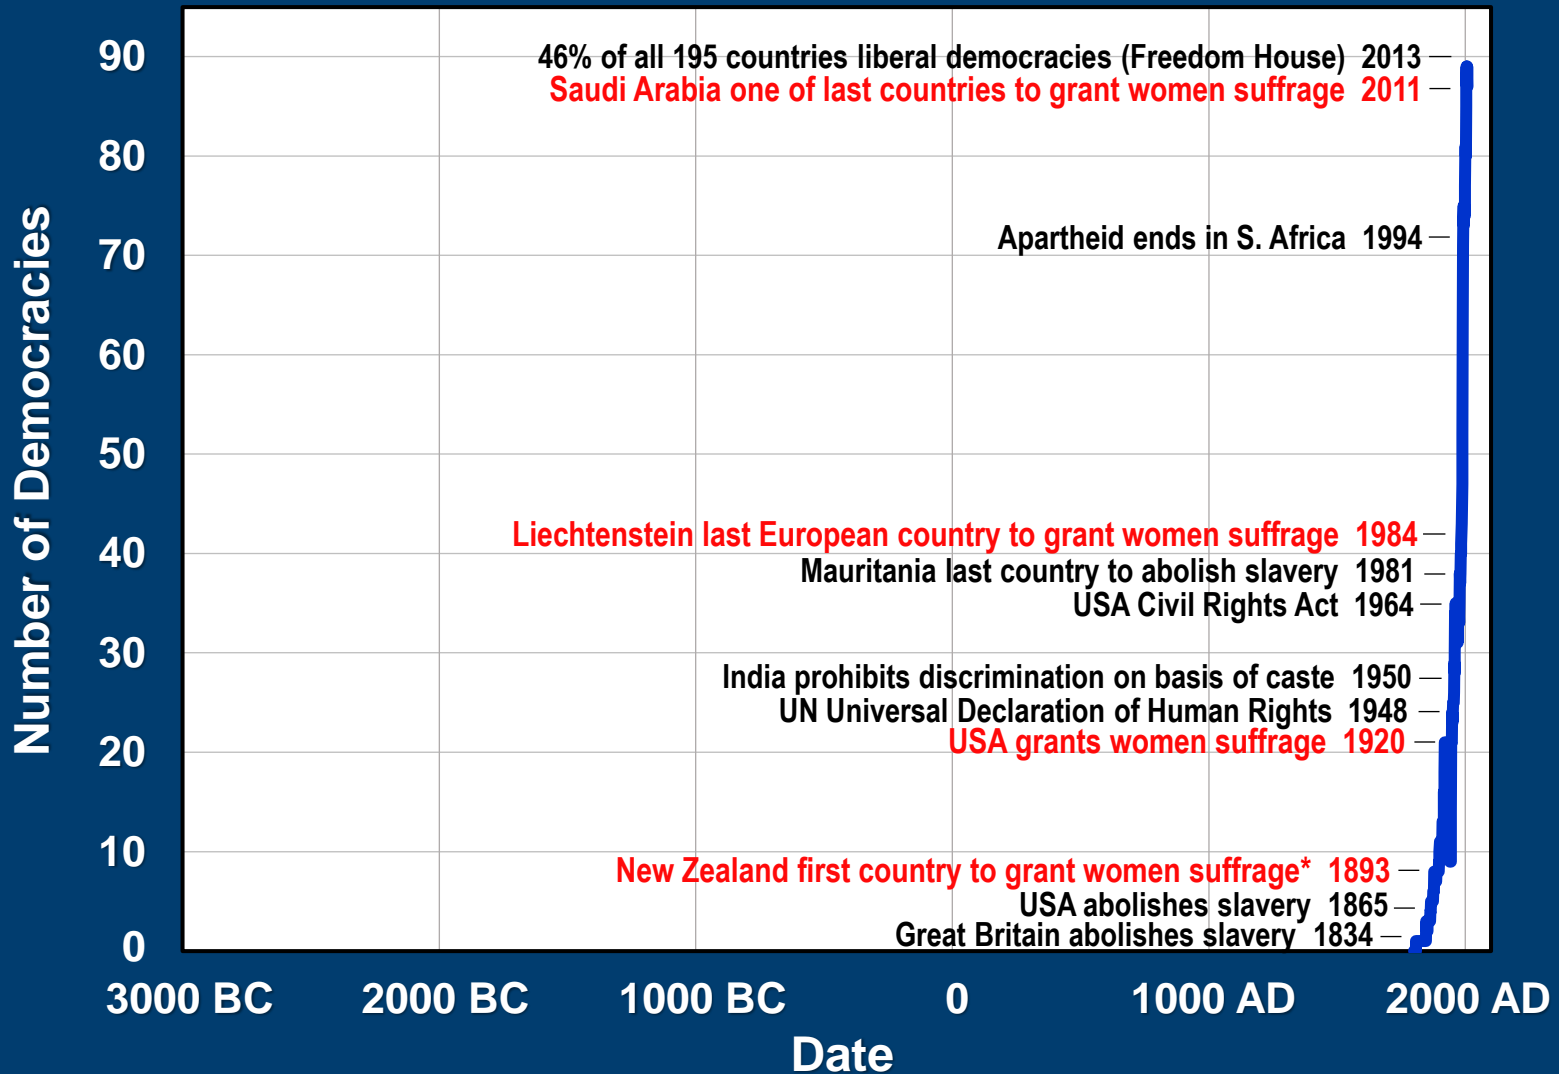 90
46% of all 195 countries liberal democracies (Freedom House) 2013
Saudi Arabia one of last countries to grant women suffrage 2011
80
Apartheid ends in S. Africa 1994
70
60
50
Liechtenstein last European country to grant women suffrage 1984
40
Mauritania last country to abolish slavery 1981
USA Civil Rights Act 1964
30
India prohibits discrimination on basis of caste 1950
UN Universal Declaration of Human Rights 1948
USA grants women suffrage 1920
20
10
New Zealand first country to grant women suffrage* 1893
USA abolishes slavery 1865
Great Britain abolishes slavery 1834
0
Number of Democracies
3000 BC 2000 BC 1000 BC 0 1000 AD 2000 AD
Date